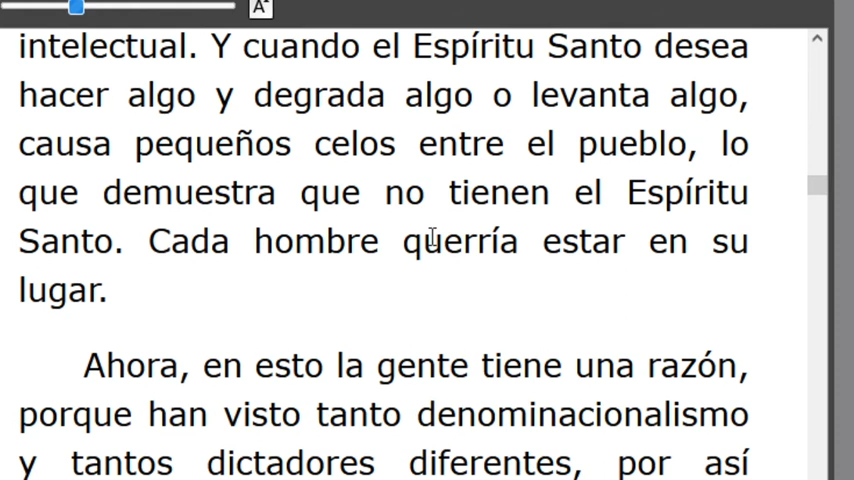 A
intelectual. Y cuando el Espíritu Santo desea
hacer algo y degrada algo o levanta algo,
causa pequeños celos entre el pueblo, lo
que demuestra que no tienen el Espíritu
Santo. Cada hombre querría estar en su
lugar.
Ahora, en esto la gente tiene una razón,
porque han visto tanto denominacionalismo
y tantos dictadores diferentes, por así